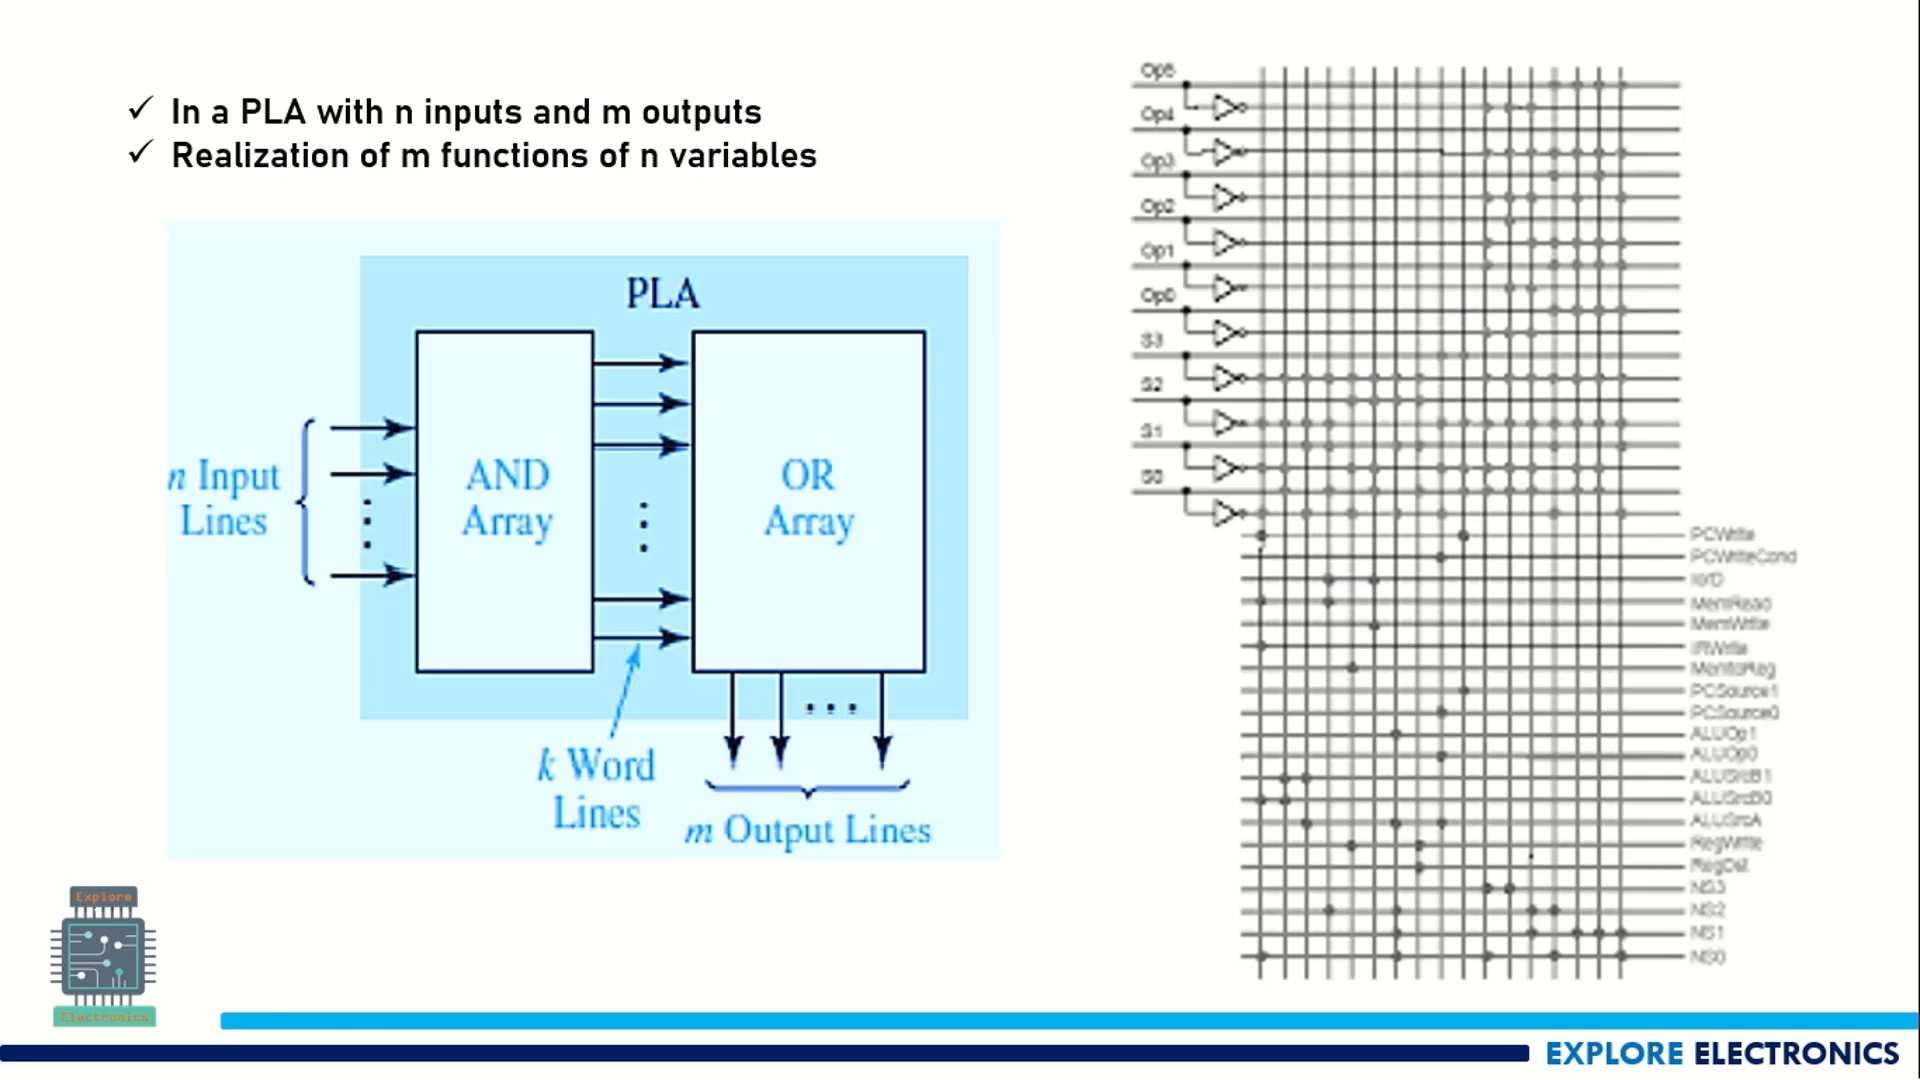 ✓ In a PLA with n inputs and m outputs
✓ Realization of m functions of n variables
PLA
n Input
Lines
AND
Array
OR
Array
k Word
Lines
m Output Lines
Op5
Op4
Op3
Op2
Op1
Op0
S3
S2
S1
S0
PCWrite
PCWriteCond
IorD
MemRead
MemWrite
IRWrite
MemtoReg
PCSource1
PCSource0
ALUOp1
ALUOp0
ALUSrcB1
ALUSrcB0
ALUSrcA
RegWrite
RegDst
NS3
NS2
NS1
NS0
Explore
Electronics
EXPLORE ELECTRONICS